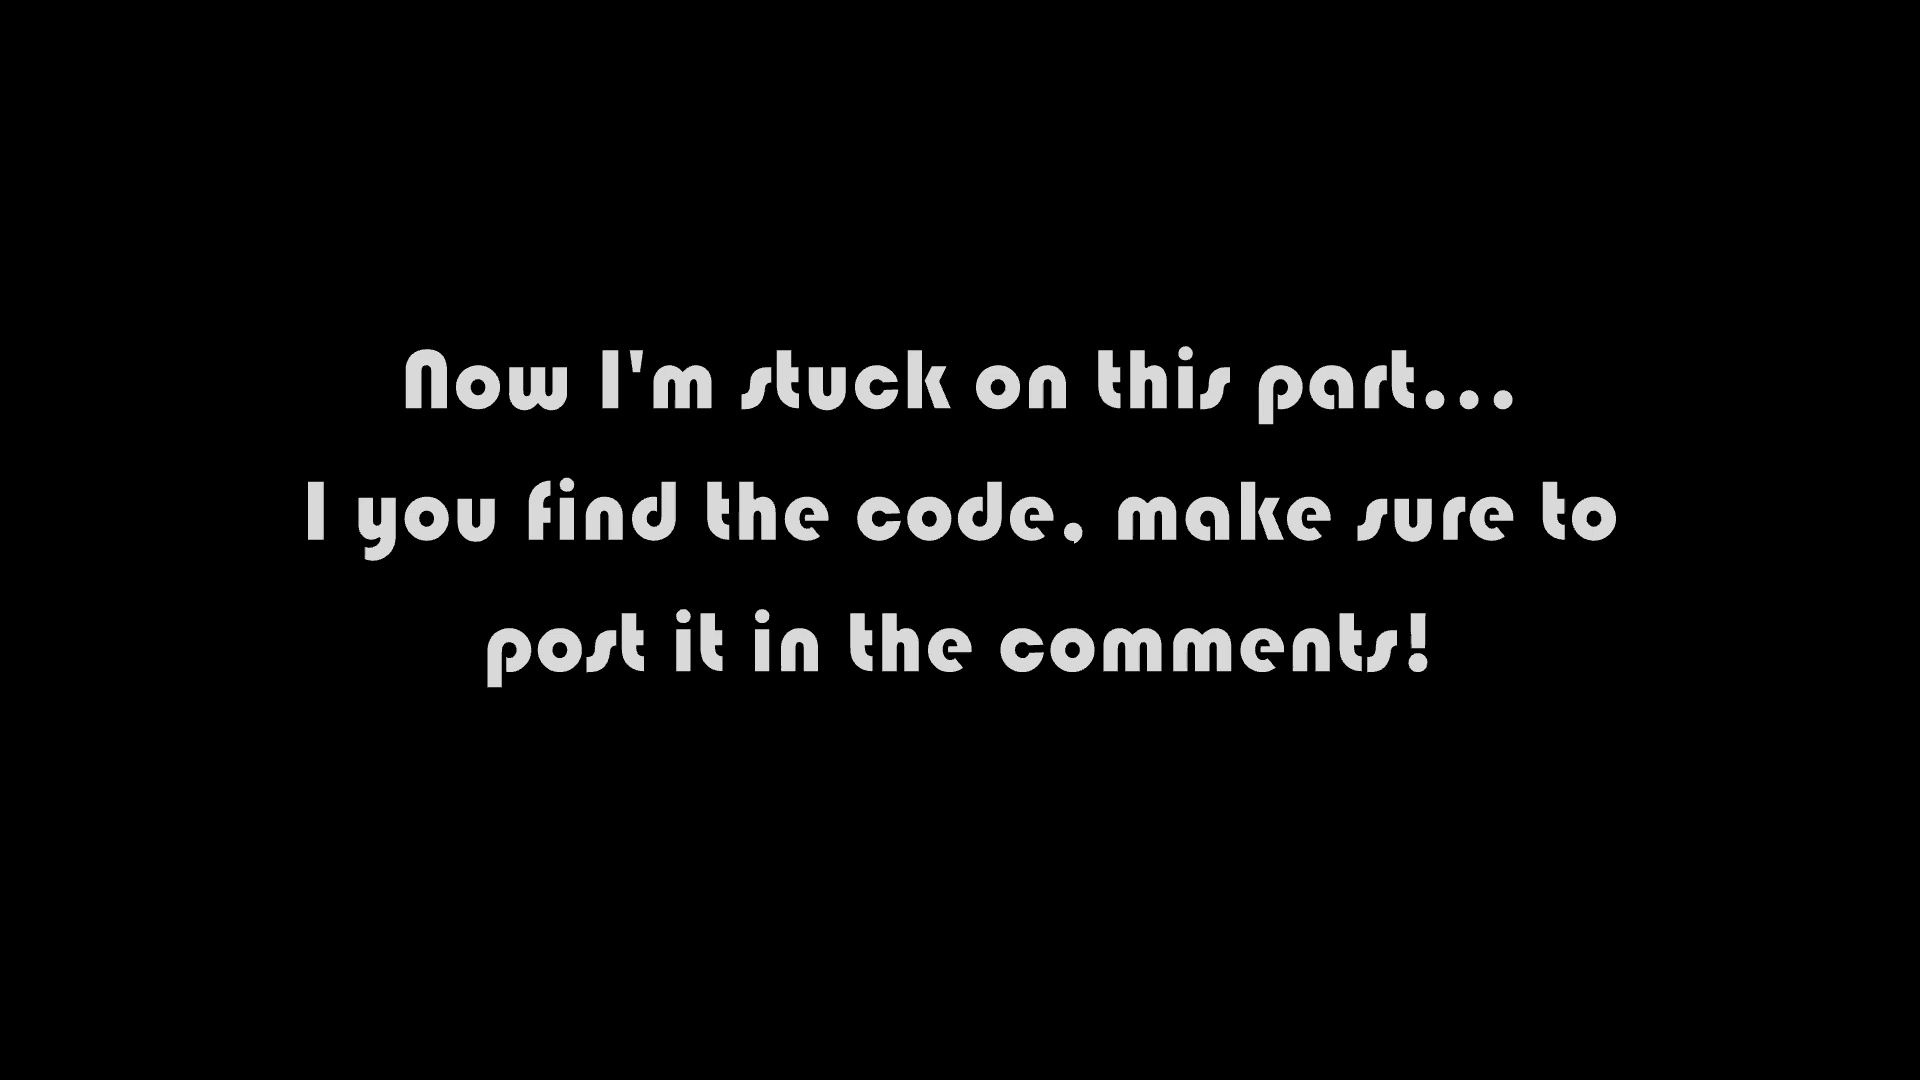 Now I'm stuck on this part...
I you find the code, make sure to
post it in the comments!